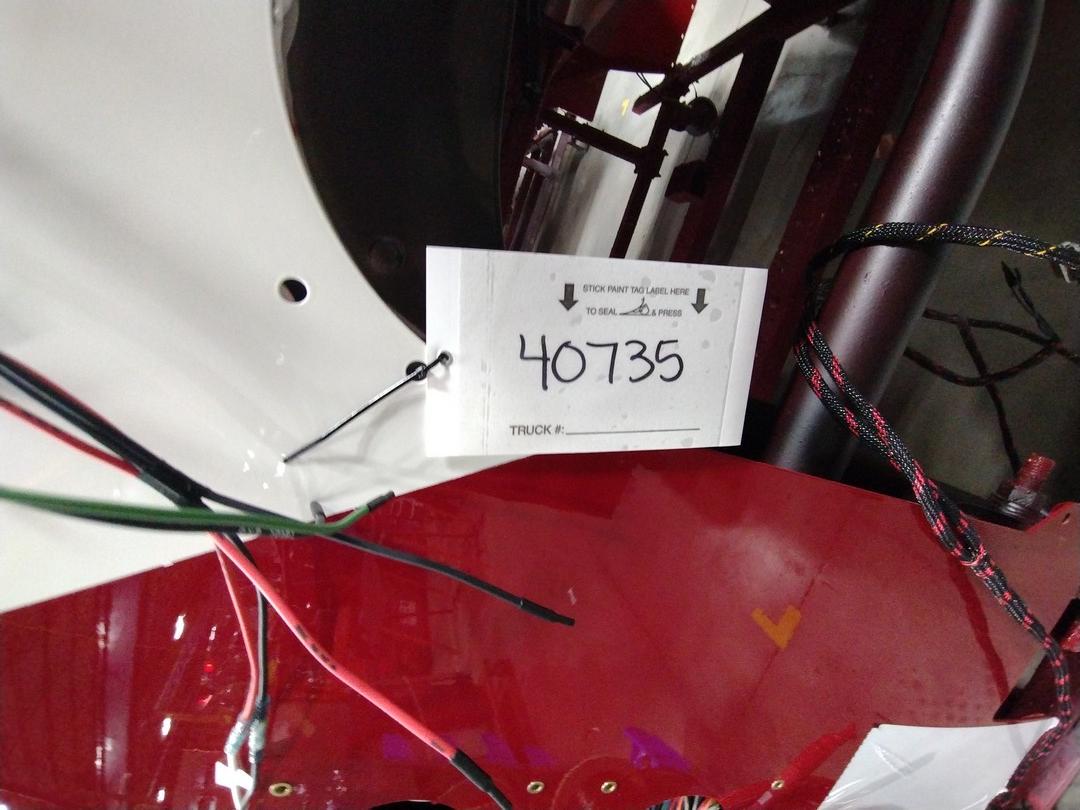 STICK PAINT TAG LABEL HERE
TO SEAL & PRESS
40735
TRUCK #: